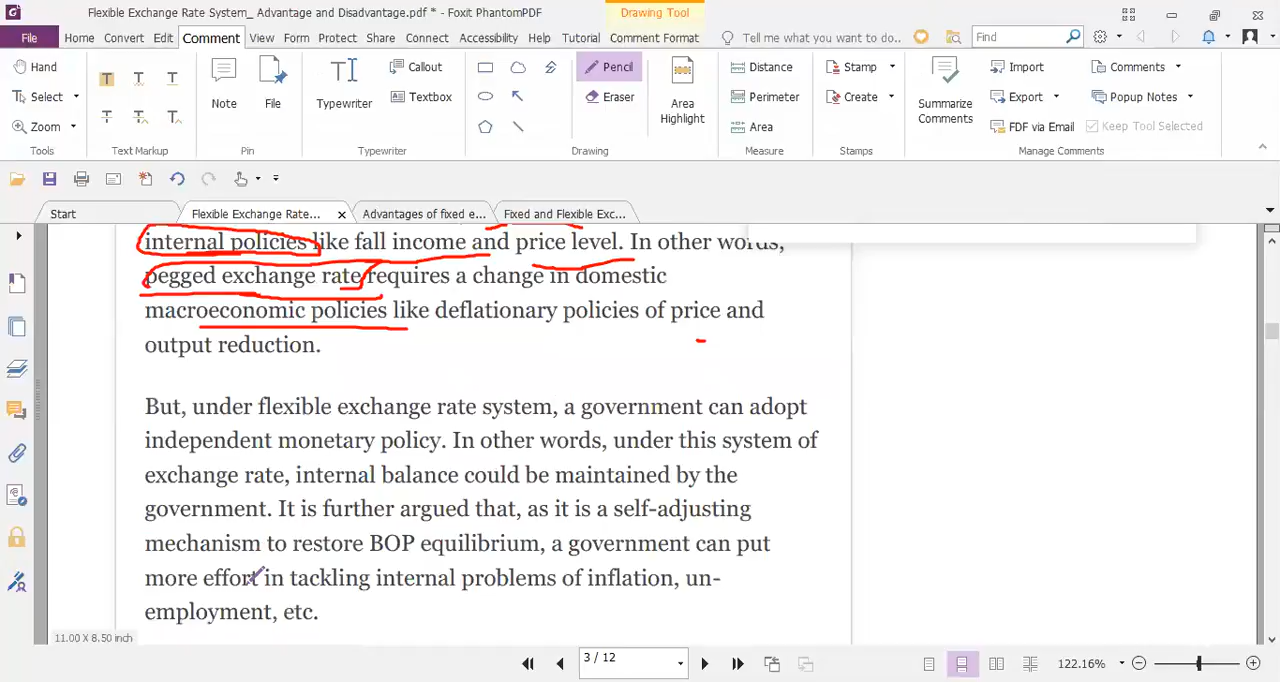 Flexible Exchange Rate System_ Advantage and Disadvantage.pdf * - Foxit PhantomPDF
Drawing Tool
File Home Convert Edit Comment View Form Protect Share Connect Accessibility Help Tutorial Comment Format Tell me what you want to do.. Find
Hand
Select
Zoom
Tools
T T T
T T T
Text Markup
Note
File
Pin
Typewriter
Callout
Textbox
Typewriter
Pencil
Eraser
Drawing
Area
Highlight
Distance
Perimeter
Area
Measure
Stamp
Create
Stamps
Summarize
Comments
Import
Export
FDF via Email
Comments
Popup Notes
Keep Tool Selected
Manage Comments
Start
Flexible Exchange Rate...
Advantages of fixed e...
Fixed and Flexible Exc...
internal policies like fall income and price level. In other words,
pegged exchange rate requires a change in domestic
macroeconomic policies like deflationary policies of price and
output reduction.
But, under flexible exchange rate system, a government can adopt
independent monetary policy. In other words, under this system of
exchange rate, internal balance could be maintained by the
government. It is further argued that, as it is a self-adjusting
mechanism to restore BOP equilibrium, a government can put
more effort in tackling internal problems of inflation, un-
employment, etc.
11.00 X 8.50 inch
3 / 12
122.16%